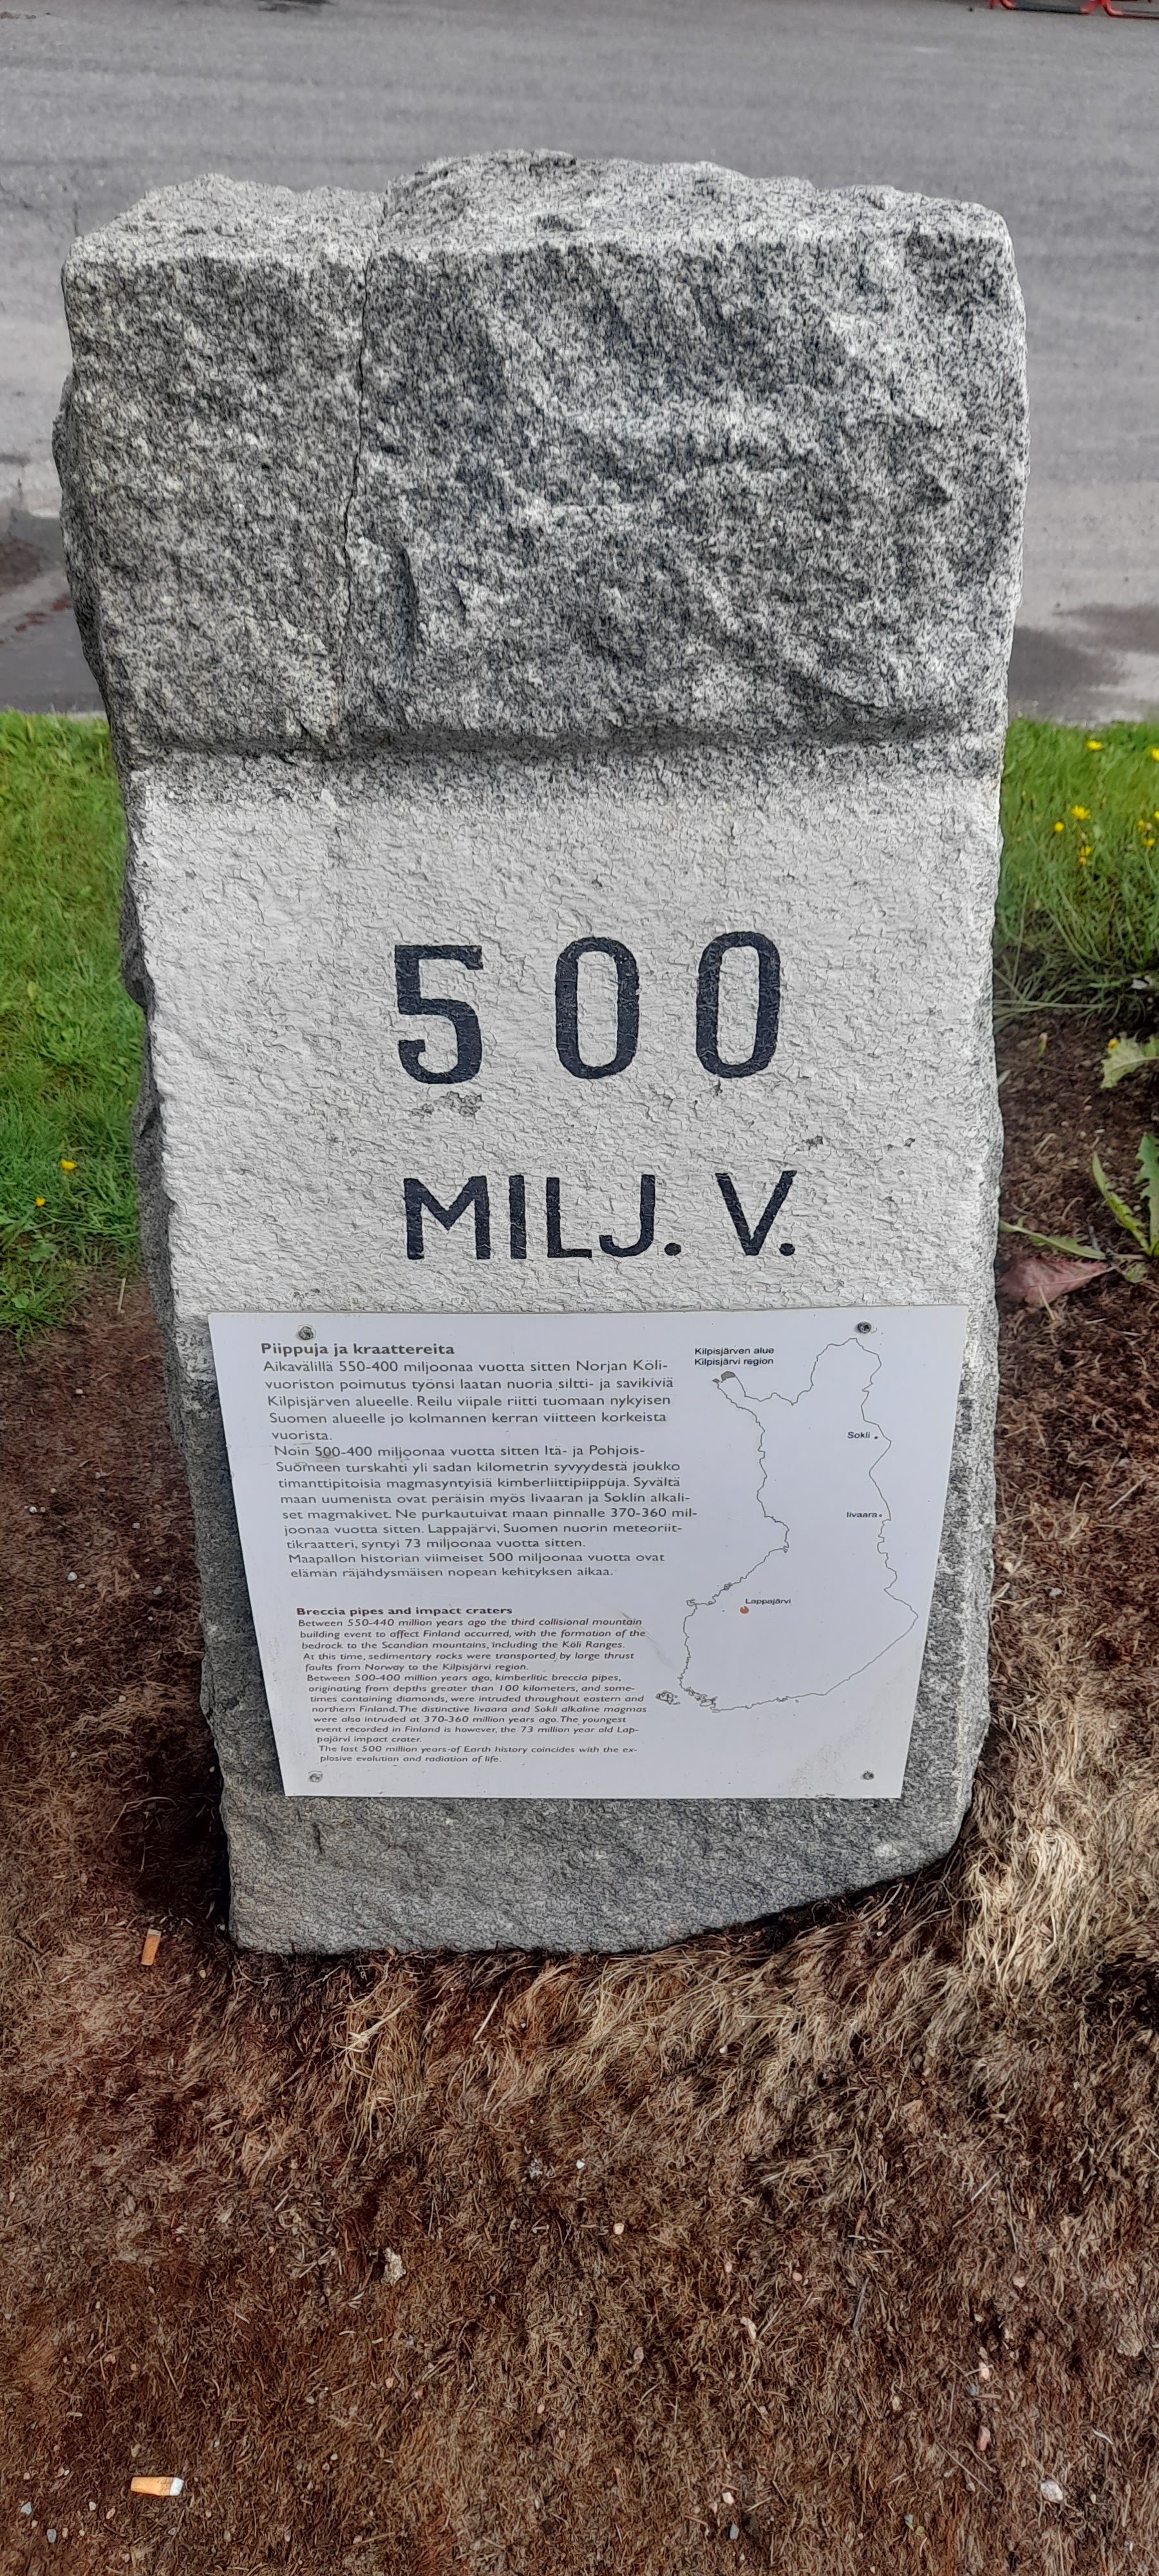 500
MILJ. V.
Piippuja ja kraattereita
Aikavälillä 550-400 miljoonaa vuotta sitten Norjan Köli-
vuoriston poimutus työnsi laatan nuoria siltti- ja savikiviä
Kilpisjärven alueelle. Reilu viipale riitti tuomaan nykyisen
Suomen alueelle jo kolmannen kerran viitteen korkeista
vuorista.
Noin 500-400 miljoonaa vuotta sitten Itä- ja Pohjois-
Suomeen turskahti yli sadan kilometrin syvyydestä joukko
timanttipitoisia magmasyntyisiä kimberliittipiippuja. Syvältä
maan uumenista ovat peräisin myös Iivaaran ja Soklin alkali-
set magmakivet. Ne purkautuivat maan pinnalle 370-360 mil-
joonaa vuotta sitten. Lappajärvi, Suomen nuorin meteoriit-
tikraatteri, syntyi 73 miljoonaa vuotta sitten.
Maapallon historian viimeiset 500 miljoonaa vuotta ovat
elämän räjähdysmäisen nopean kehityksen aikaa.
Breccia pipes and impact craters
Between 550-440 million years ago the third collisional mountain
building event to affect Finland occurred, with the formation of the
bedrock to the Scandian mountains, including the Köli Ranges.
At this time, sedimentary rocks were transported by large thrust
faults from Norway to the Kilpisjärvi region.
Between 500-400 million years ago, kimberlitic breccia pipes,
originating from depths greater than 100 kilometers, and some-
times containing diamonds, were intruded throughout eastern and
northern Finland. The distinctive Iivaara and Sokli alkaline magmas
were also intruded at 370-360 million years ago. The youngest
event recorded in Finland is however, the 73 million year old Lap-
pajärvi impact crater.
The last 500 million years of Earth history coincides with the ex-
plosive evolution and radiation of life.
Kilpisjärven alue
Kilpisjärvi region
Sokli
Iivaara
Lappajärvi